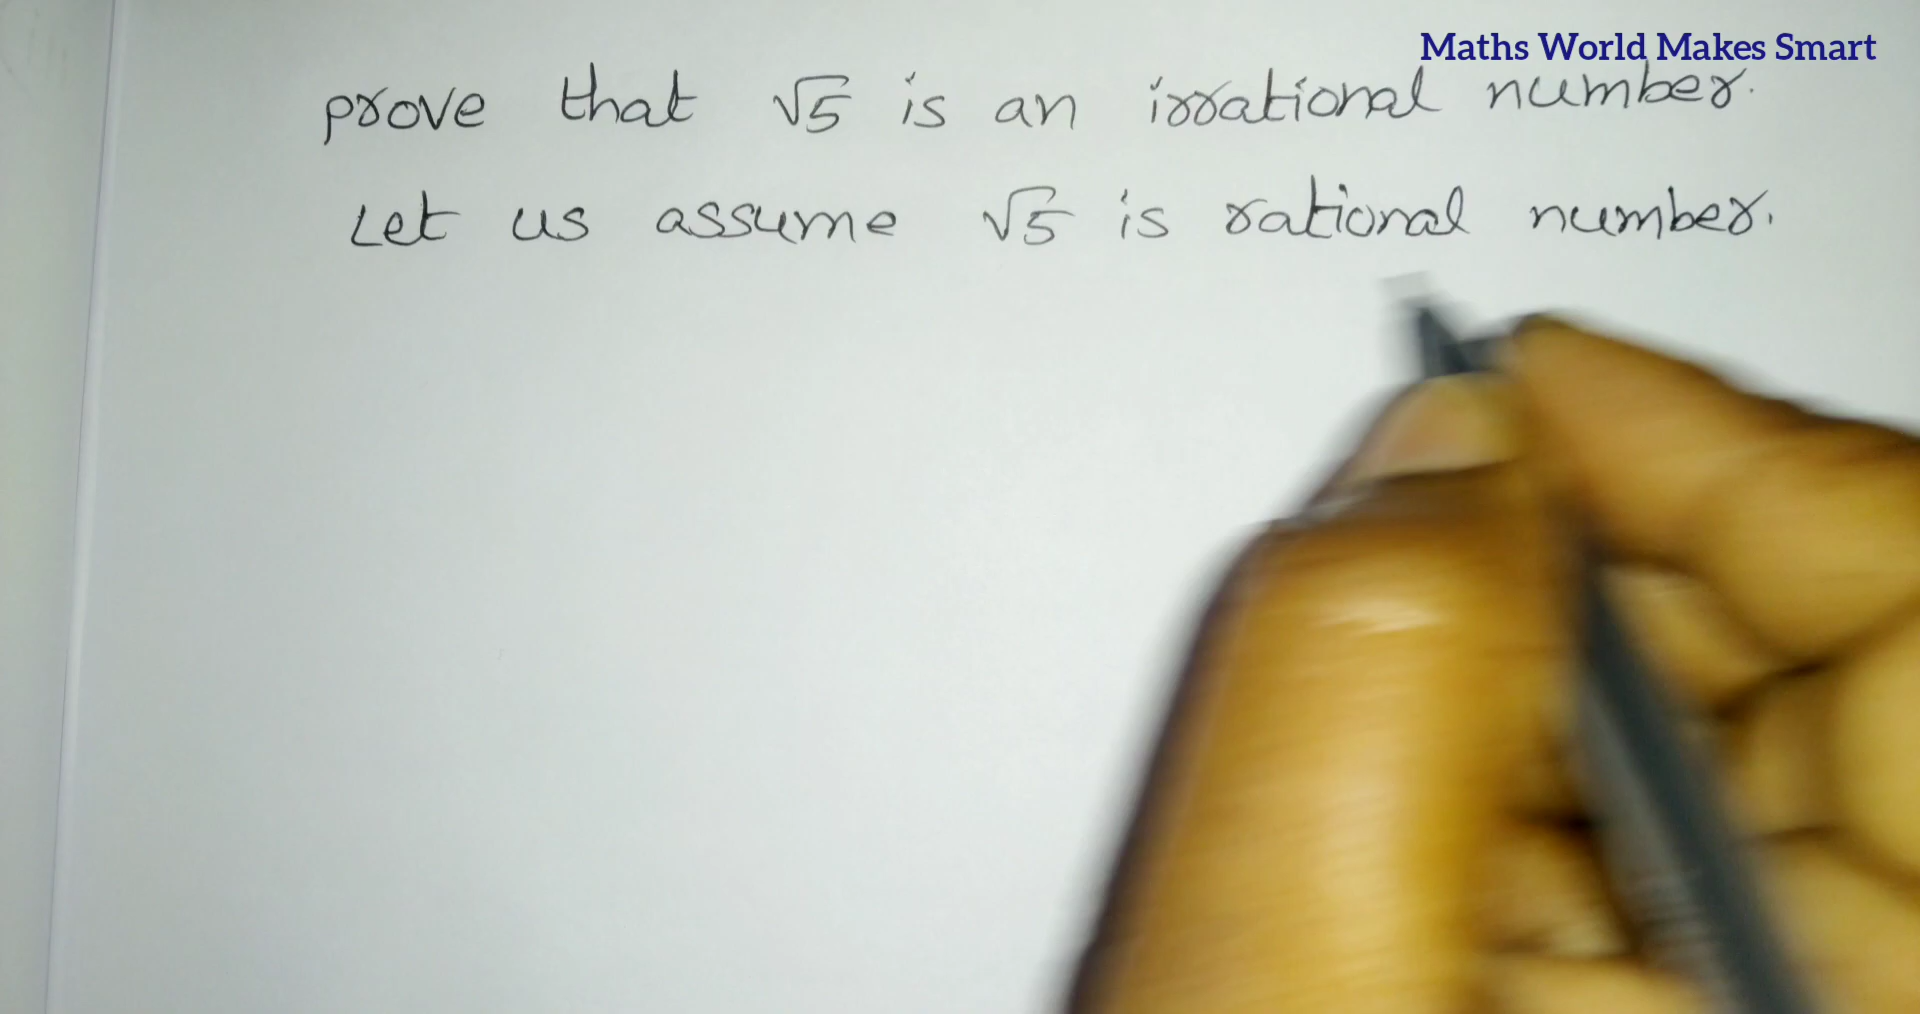 Maths World Makes Smart
prove that √5 is an irrational number.
Let us assume √5 is rational number.